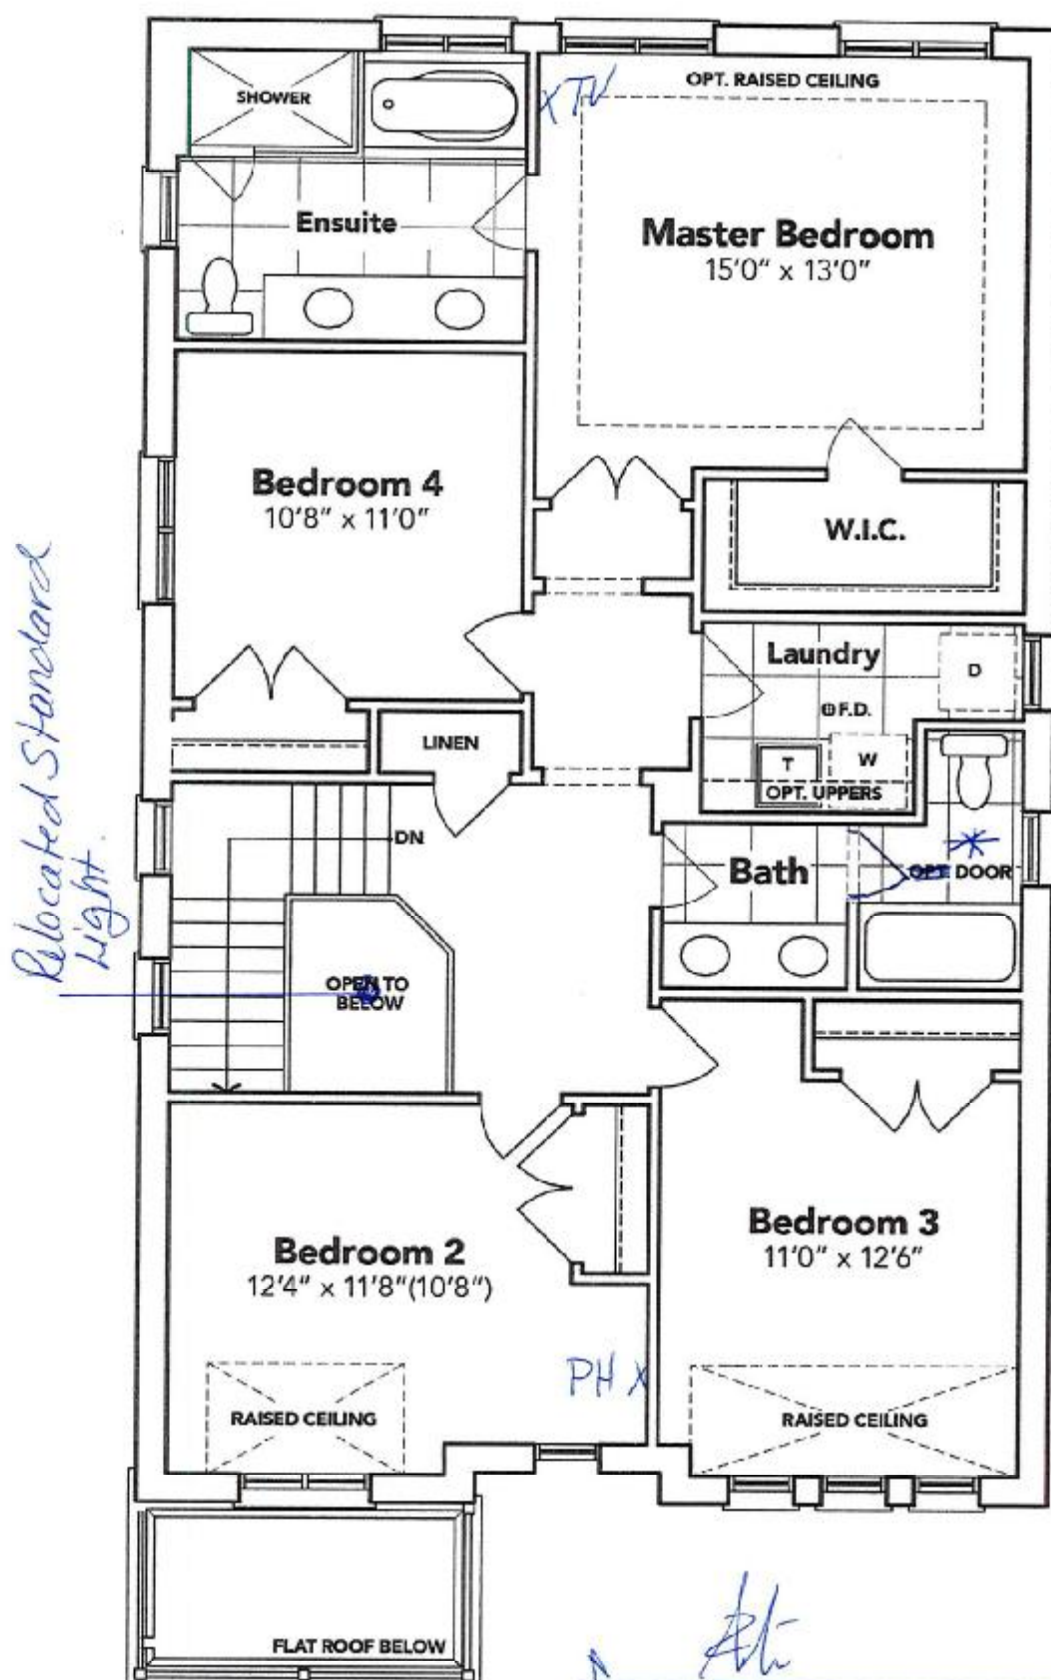 SHOWER
X TV
OPT. RAISED CEILING
Ensuite
Master Bedroom
15'0" x 13'0"
Bedroom 4
10'8" x 11'0"
W.I.C.
Relocated Standard
Light.
Laundry
D
F.D.
LINEN
T
W
OPT. UPPERS
DN
Bath
OPT. DOOR
OPEN TO
BELOW
Bedroom 2
12'4" x 11'8"(10'8")
Bedroom 3
11'0" x 12'6"
PH X
RAISED CEILING
RAISED CEILING
FLAT ROOF BELOW